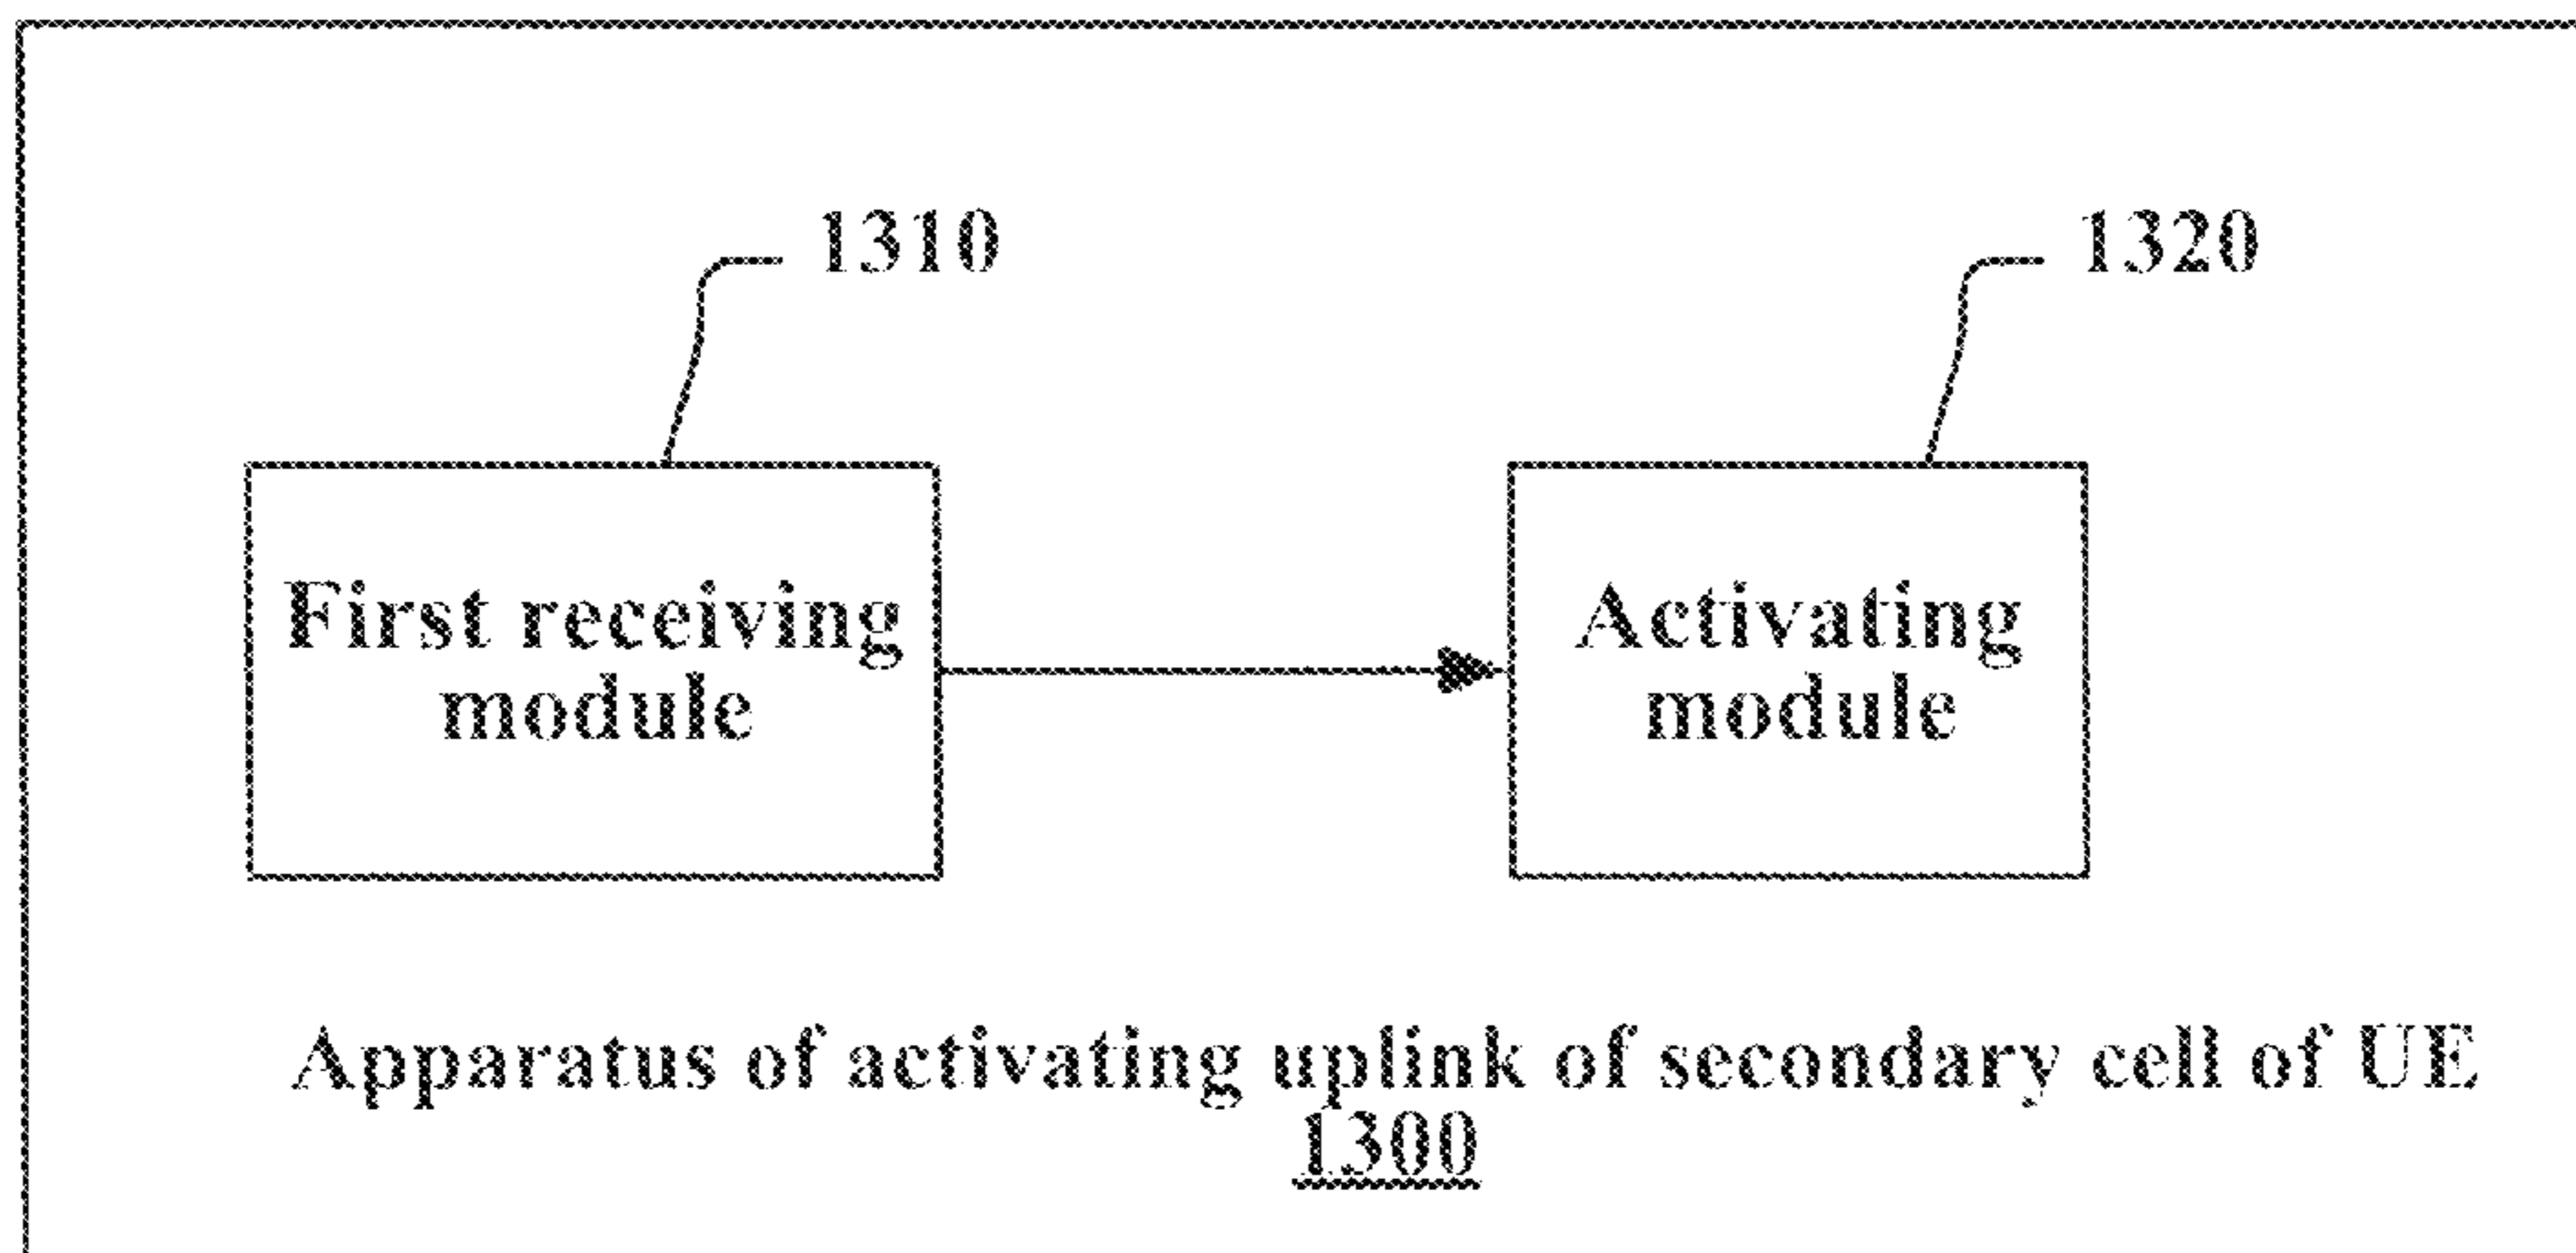 1310
1320
First receiving
module
Activating
module
Apparatus of activating uplink of secondary cell of UE
1300